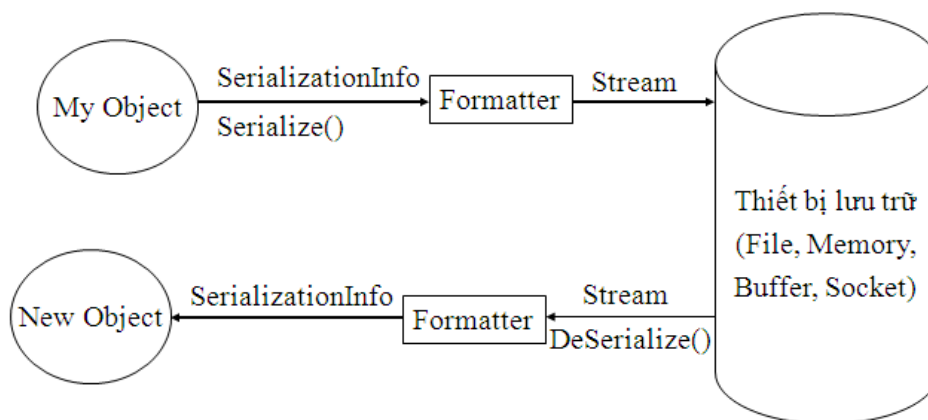 SerializationInfo
My Object
Formatter
Stream
Serialize()
Thiết bị lưu trữ
(File, Memory,
Buffer, Socket)
SerializationInfo
New Object
Formatter
Stream
DeSerialize()